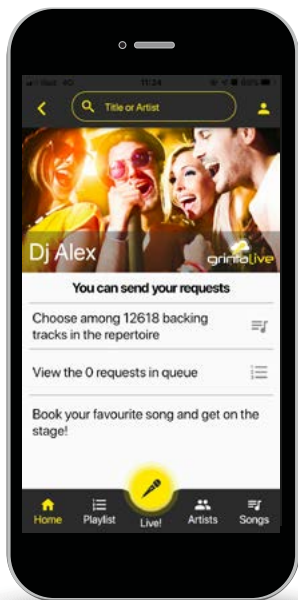 11:24
Title or Artist
Dj Alex
grintalive
You can send your requests
Choose among 12618 backing
tracks in the repertoire
View the 0 requests in queue
Book your favourite song and get on the
stage!
Home
Playlist
Live!
Artists
Songs